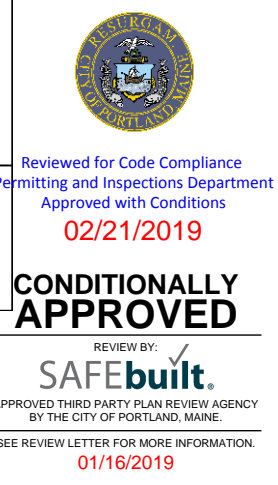 RESURGAM
CITY OF PORTLAND, MAINE
Reviewed for Code Compliance
Permitting and Inspections Department
Approved with Conditions
02/21/2019
CONDITIONALLY
APPROVED
REVIEW BY:
SAFEbuilt.
APPROVED THIRD PARTY PLAN REVIEW AGENCY
BY THE CITY OF PORTLAND, MAINE.
SEE REVIEW LETTER FOR MORE INFORMATION.
01/16/2019